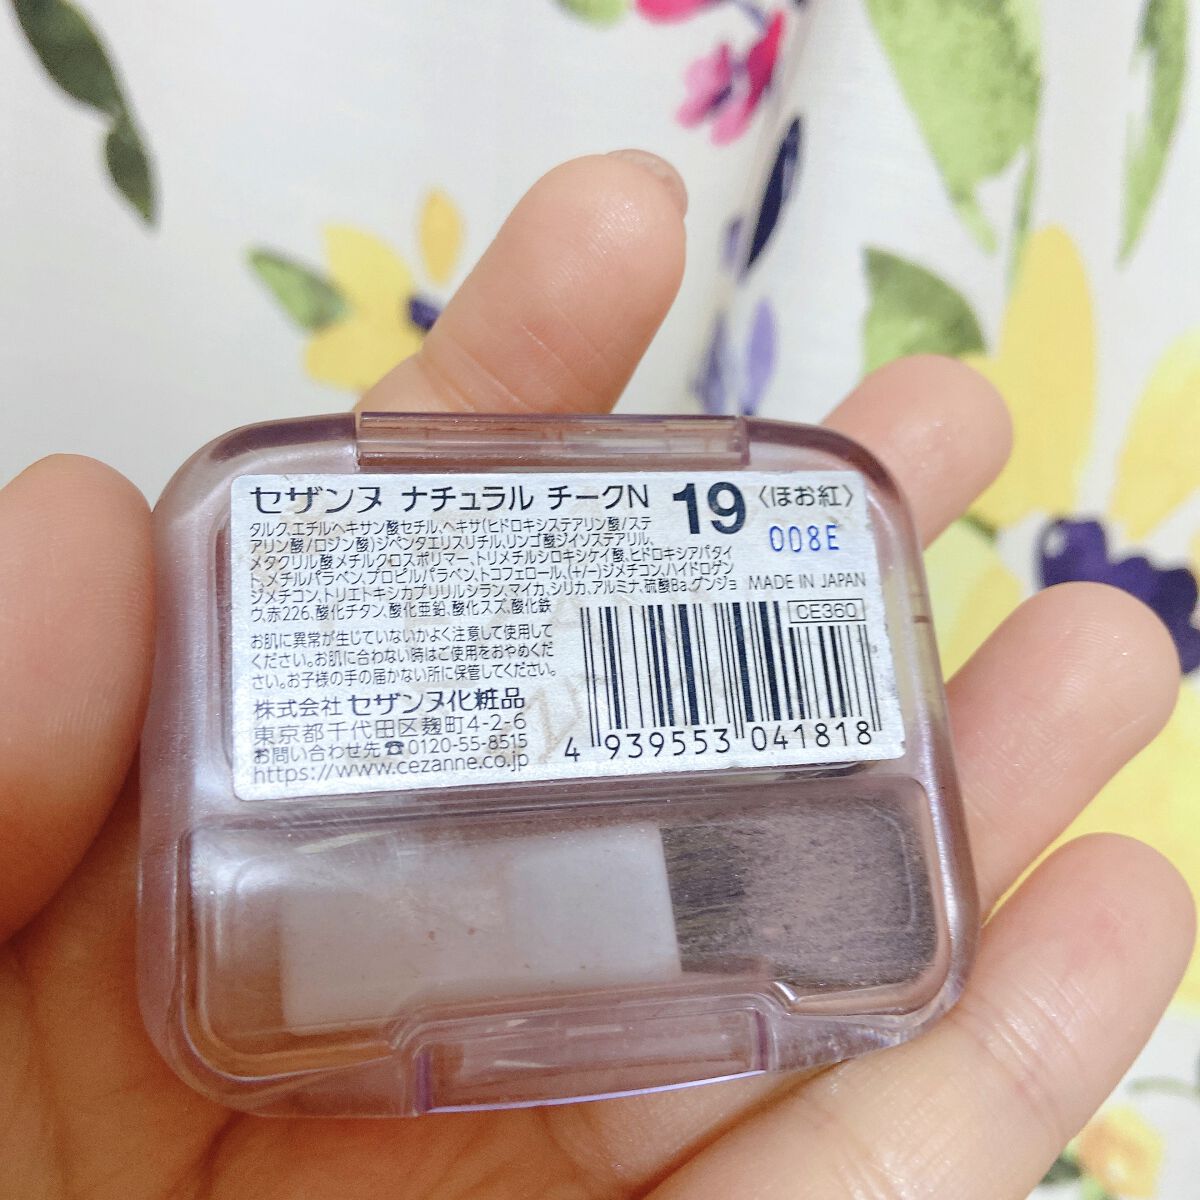 セザンヌ ナチュラル チークN 19 〈ほお紅〉
008E
タルク、エチルヘキサン酸セチル、ヘキサ(ヒドロキシステアリン酸/ステ
アリン酸/ロジン酸)ジペンタエリスリチル、リンゴ酸ジイソステアリル、
メタクリル酸メチルクロスポリマー、トリメチルシロキシケイ酸、ヒドロキシアパタイ
ト、メチルパラベン、プロピルパラベン、トコフェロール、(+/-)ジメチコン、ハイドロゲン
ジメチコン、トリエトキシカプリリルシラン、マイカ、シリカ、アルミナ、硫酸Ba、グンジョ
ウ、赤226、酸化チタン、酸化亜鉛、酸化スズ、酸化鉄
MADE IN JAPAN
CE36Q
お肌に異常が生じていないかよく注意して使用して
ください。お肌に合わない時はご使用をおやめくだ
さい。お子様の手の届かない所に保管してください。
株式会社 セザンヌ化粧品
東京都千代田区麹町4-2-6
お問い合わせ先☎0120-55-8515
https://www.cezanne.co.jp
4 939553 041818